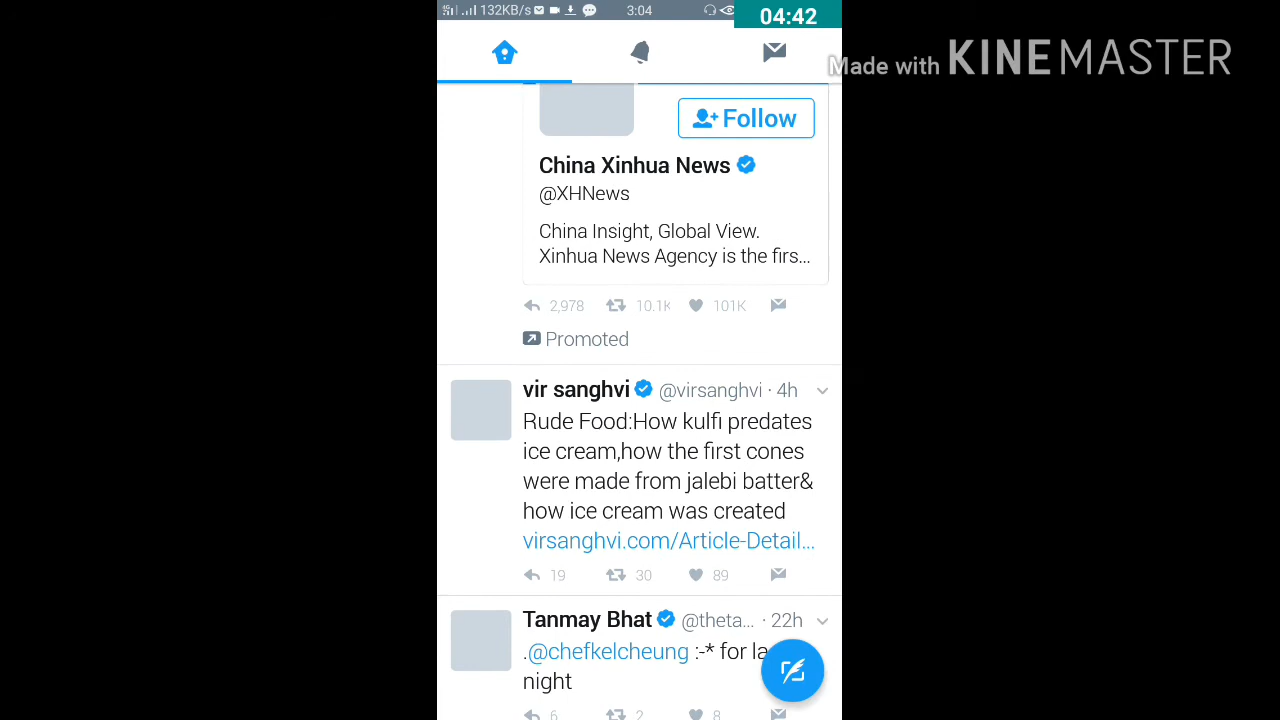 132KB/s 3:04 04:42
Made with KINEMASTER
Follow
China Xinhua News
@XHNews
China Insight, Global View.
Xinhua News Agency is the firs...
2,978 10.1K 101K
Promoted
vir sanghvi @virsanghvi · 4h
Rude Food:How kulfi predates
ice cream,how the first cones
were made from jalebi batter&
how ice cream was created
virsanghvi.com/Article-Detail...
19 30 89
Tanmay Bhat @theta... · 22h
.@chefkelcheung :-* for la
night
6 2 8